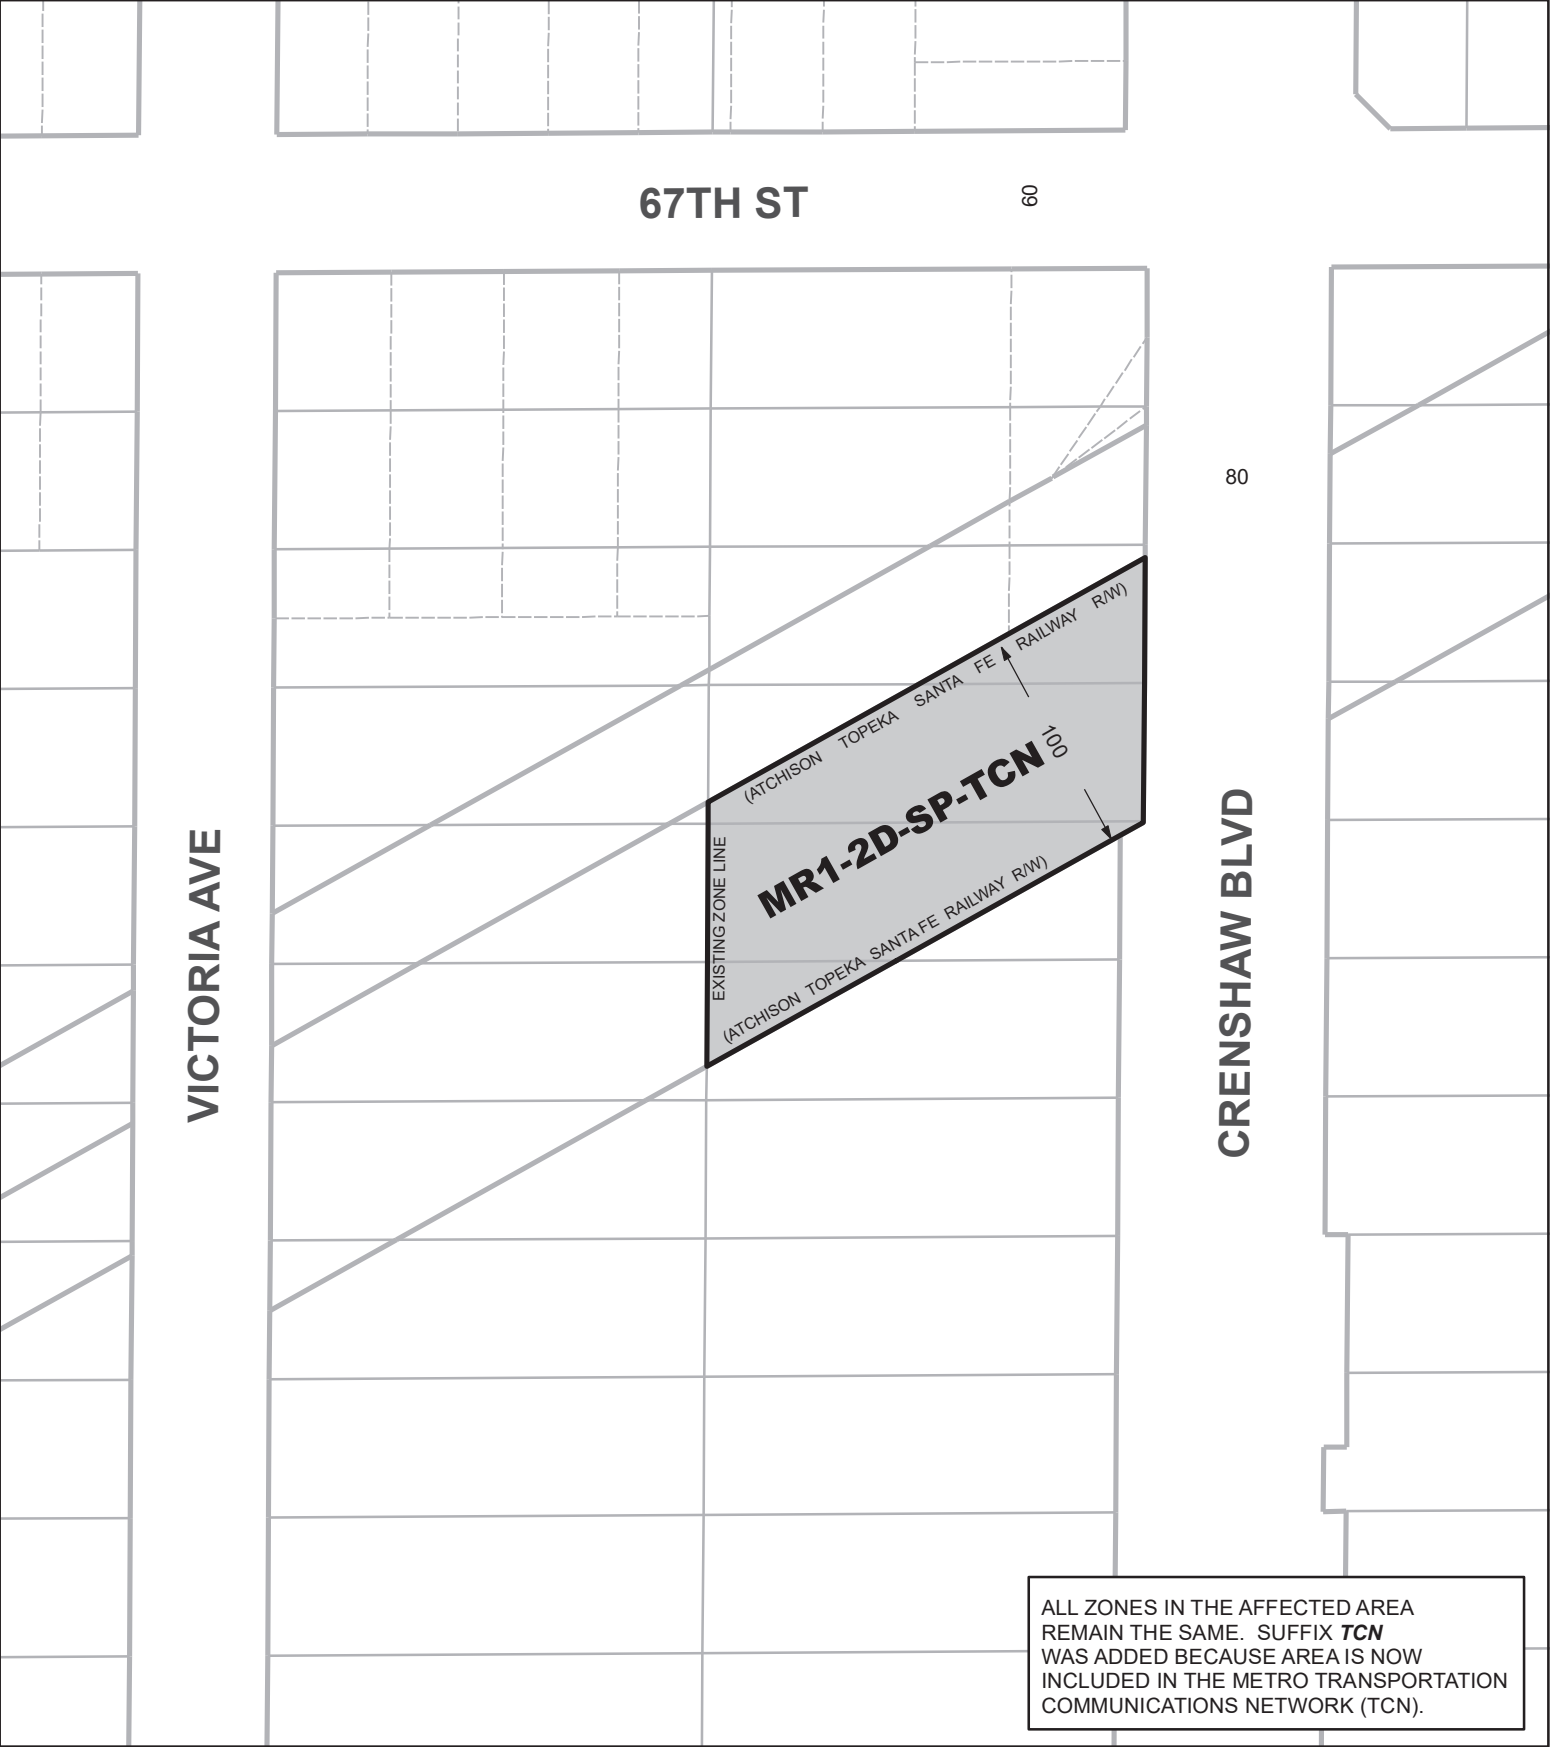 67TH ST
60
80
(ATCHISON TOPEKA SANTA FE RAILWAY R/W)
100
MR1-2D-SP-TCN
EXISTING ZONE LINE
(ATCHISON TOPEKA SANTA FE RAILWAY R/W)
VICTORIA AVE
CRENSHAW BLVD
ALL ZONES IN THE AFFECTED AREA
REMAIN THE SAME. SUFFIX TCN
WAS ADDED BECAUSE AREA IS NOW
INCLUDED IN THE METRO TRANSPORTATION
COMMUNICATIONS NETWORK (TCN).